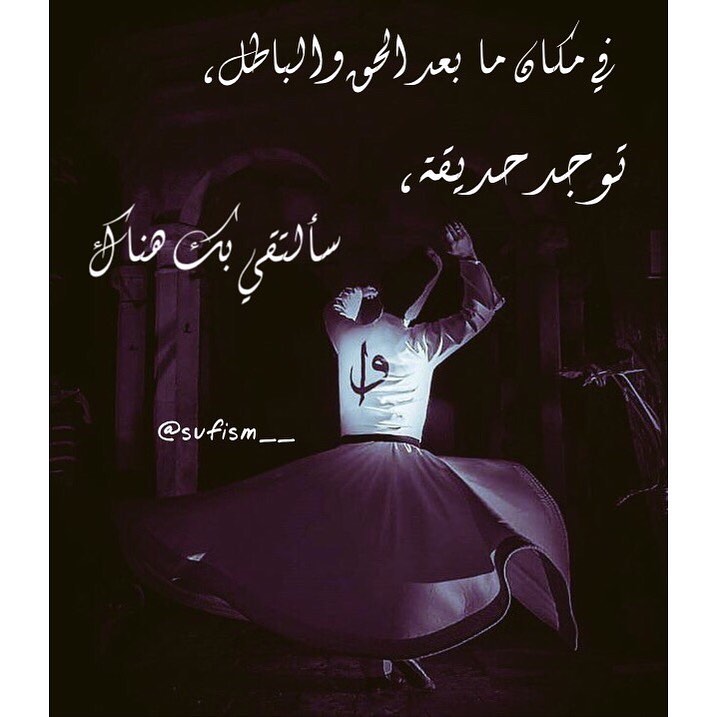 في مكان ما بعد الحق والباطل،
توجد حديقة،
سألتقي بك هناك
و
@sufism__